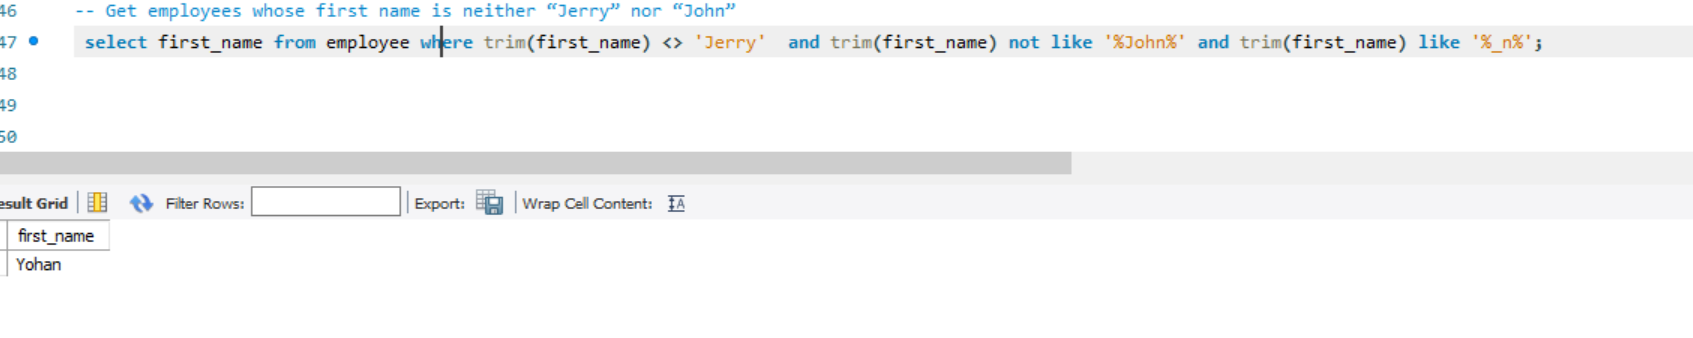 46 -- Get employees whose first name is neither “Jerry” nor “John”
47 select first_name from employee where trim(first_name) <> 'Jerry'  and trim(first_name) not like '%John%' and trim(first_name) like '%_n%';
48
49
50
esult Grid Filter Rows: Export: Wrap Cell Content: IA
first_name
Yohan